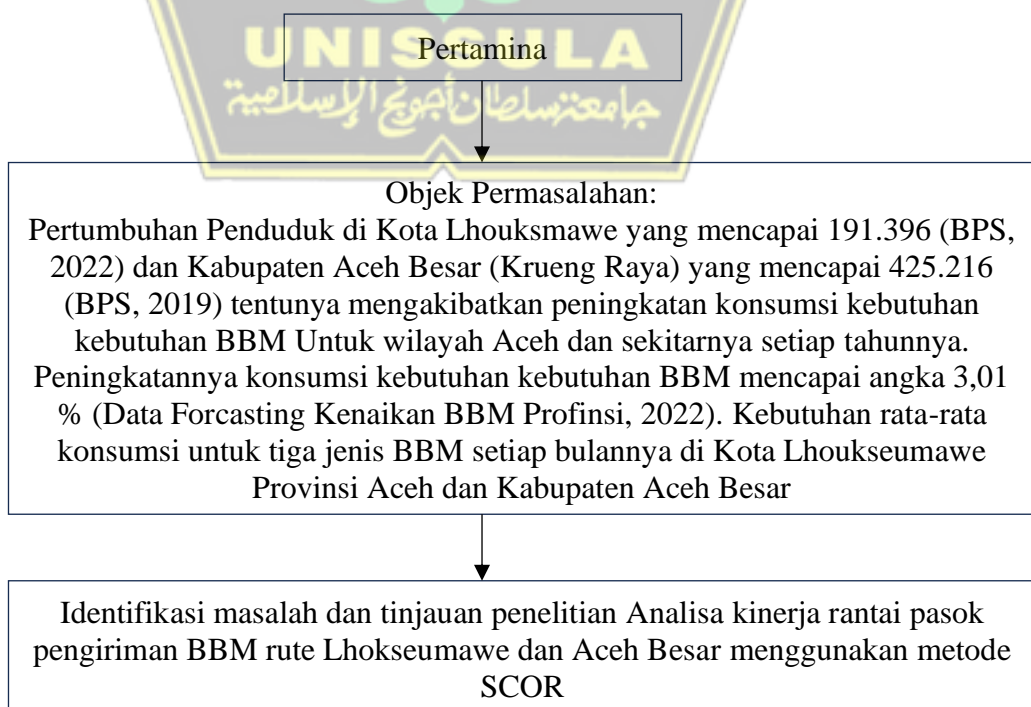 UNISSULA
Pertamina
جامعتسلطان أجونج الإسلامية
Objek Permasalahan:
Pertumbuhan Penduduk di Kota Lhouksmawe yang mencapai 191.396 (BPS,
2022) dan Kabupaten Aceh Besar (Krueng Raya) yang mencapai 425.216
(BPS, 2019) tentunya mengakibatkan peningkatan konsumsi kebutuhan
kebutuhan BBM Untuk wilayah Aceh dan sekitarnya setiap tahunnya.
Peningkatannya konsumsi kebutuhan kebutuhan BBM mencapai angka 3,01
% (Data Forcasting Kenaikan BBM Profinsi, 2022). Kebutuhan rata-rata
konsumsi untuk tiga jenis BBM setiap bulannya di Kota Lhoukseumawe
Provinsi Aceh dan Kabupaten Aceh Besar
Identifikasi masalah dan tinjauan penelitian Analisa kinerja rantai pasok
pengiriman BBM rute Lhokseumawe dan Aceh Besar menggunakan metode
SCOR